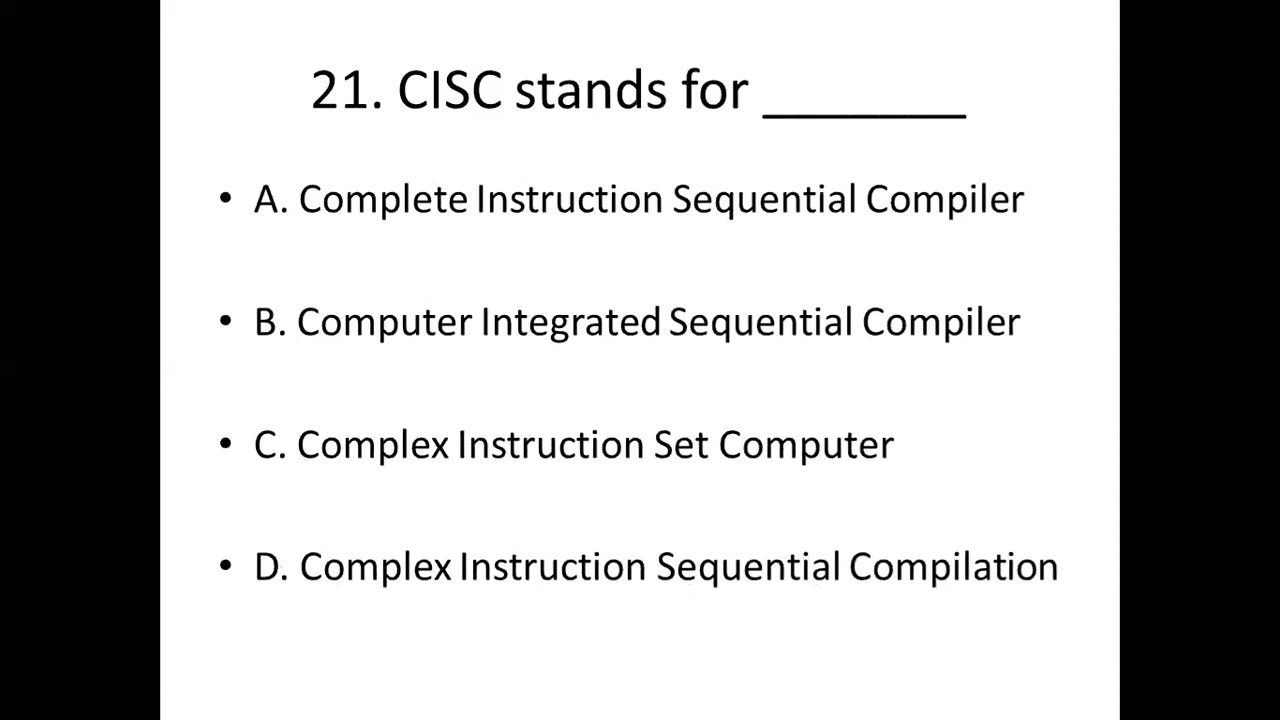 21. CISC stands for _______
• A. Complete Instruction Sequential Compiler
• B. Computer Integrated Sequential Compiler
• C. Complex Instruction Set Computer
• D. Complex Instruction Sequential Compilation